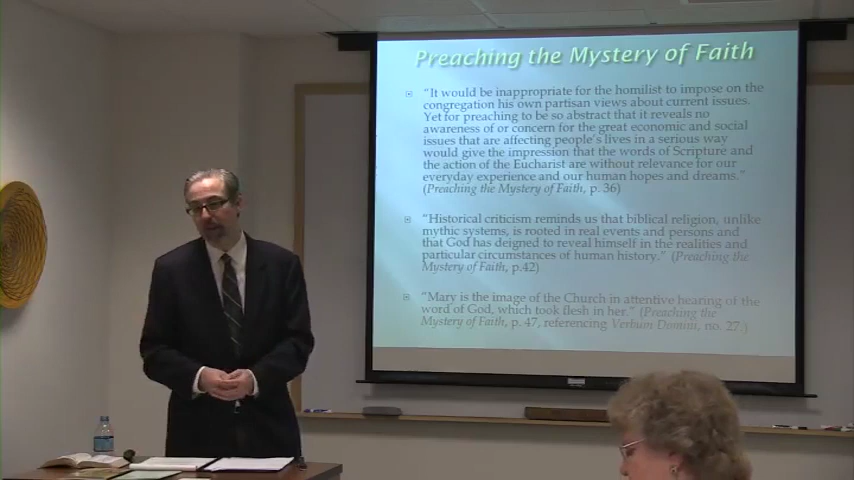 Preaching the Mystery of Faith
“It would be inappropriate for the homilist to impose on the
congregation his own partisan views about current issues.
Yet for preaching to be so abstract that it reveals no
awareness of or concern for the great economic and social
issues that are affecting people’s lives in a serious way
would give the impression that the words of Scripture and
the action of the Eucharist are without relevance for our
everyday experience and our human hopes and dreams.”
(Preaching the Mystery of Faith, p. 36)
“Historical criticism reminds us that biblical religion, unlike
mythic systems, is rooted in real events and persons and
that God has deigned to reveal himself in the realities and
particular circumstances of human history.” (Preaching the
Mystery of Faith, p.42)
“Mary is the image of the Church in attentive hearing of the
word of God, which took flesh in her.” (Preaching the
Mystery of Faith, p. 47, referencing Verbum Domini, no. 27.)